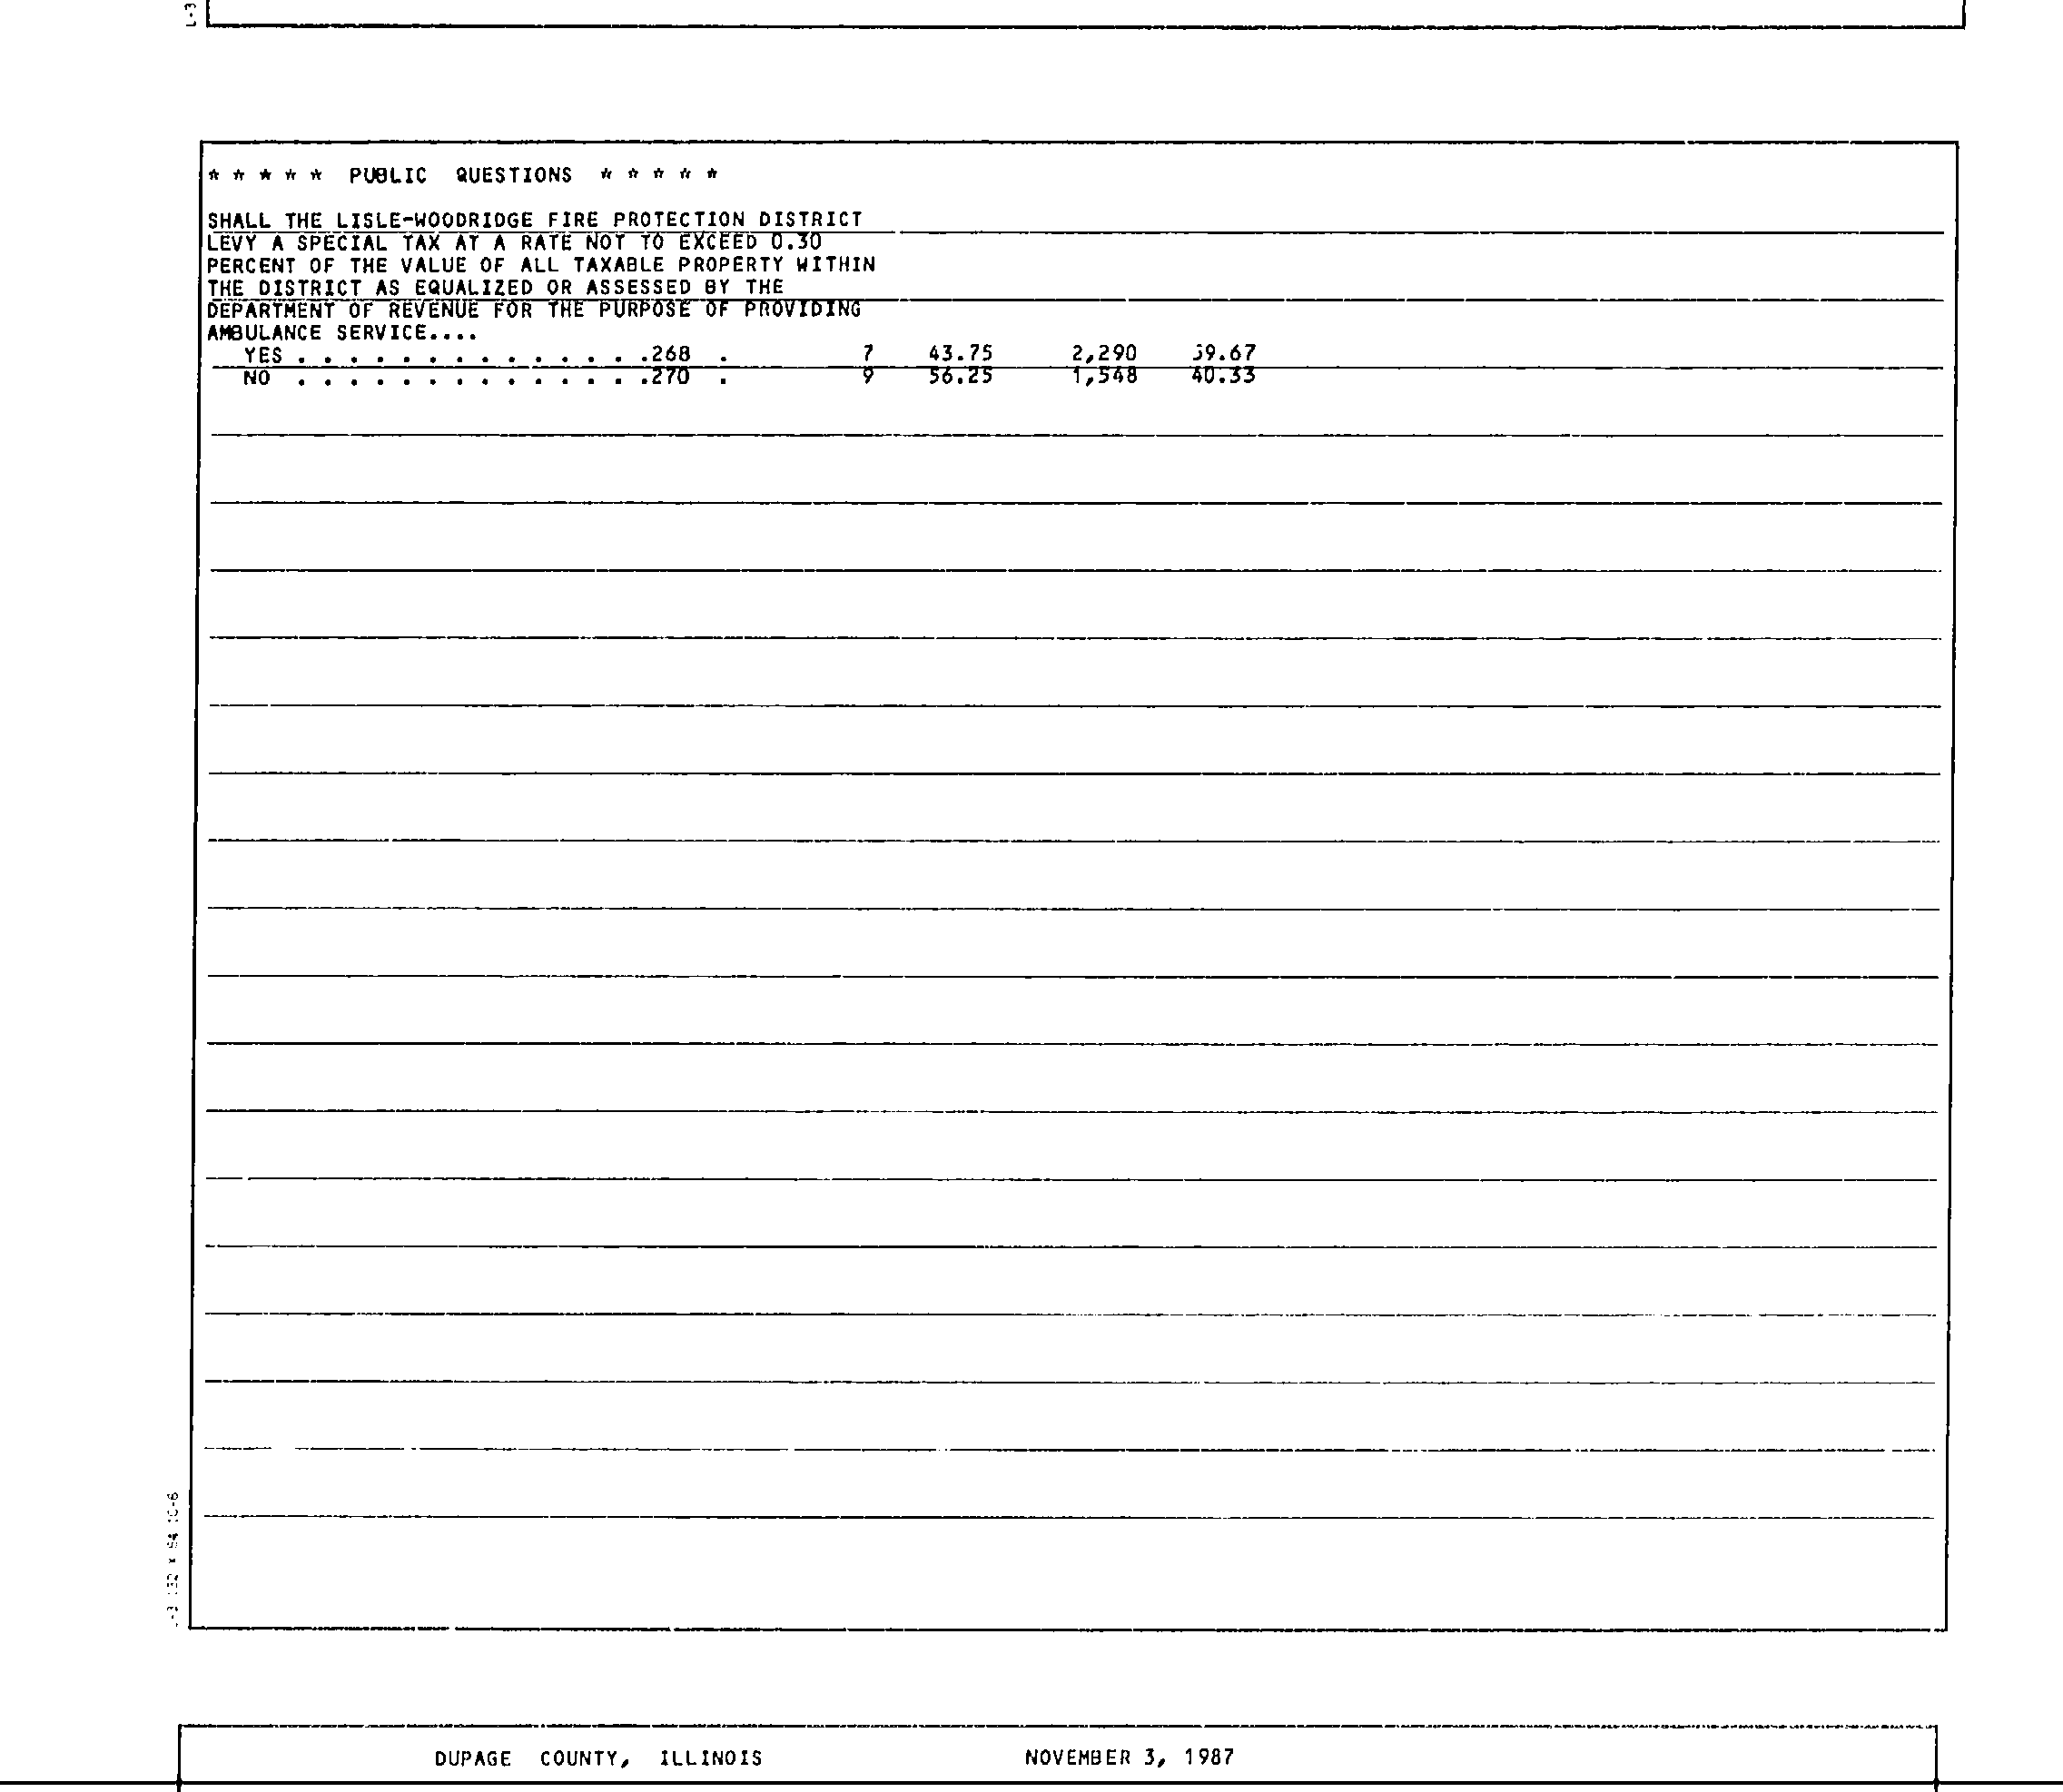 L-3
* * * * * PUBLIC QUESTIONS * * * * *
SHALL THE LISLE-WOODRIDGE FIRE PROTECTION DISTRICT
LEVY A SPECIAL TAX AT A RATE NOT TO EXCEED 0.30
PERCENT OF THE VALUE OF ALL TAXABLE PROPERTY WITHIN
THE DISTRICT AS EQUALIZED OR ASSESSED BY THE
DEPARTMENT OF REVENUE FOR THE PURPOSE OF PROVIDING
AMBULANCE SERVICE....
YES . . . . . . . . . . . . . .268 . 7 43.75 2,290 59.67
NO . . . . . . . . . . . . . .270 . 9 56.25 1,548 40.33
DUPAGE COUNTY, ILLINOIS NOVEMBER 3, 1987